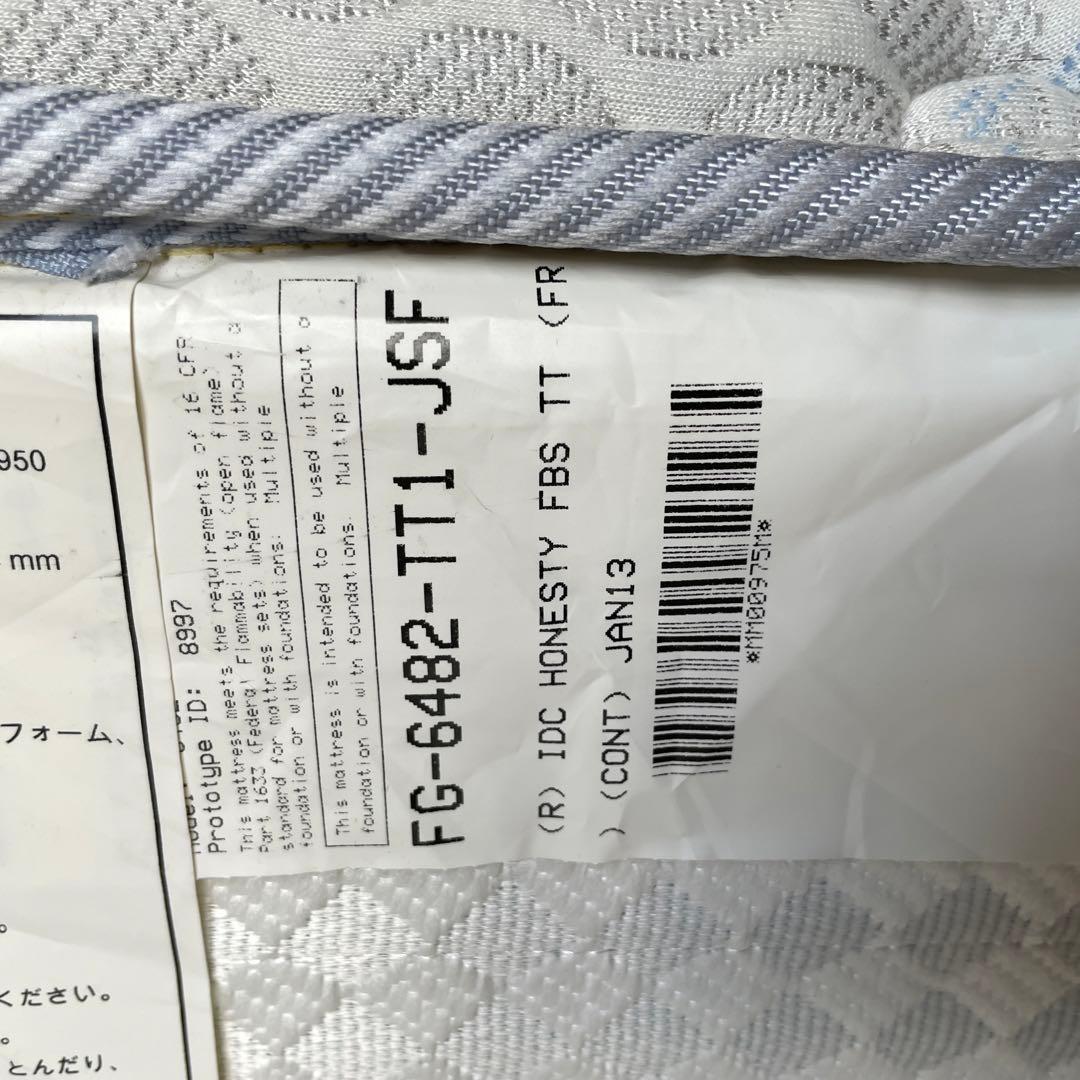 950
mm
フォーム、
。
ください。
。
とんだり、
Prototype ID: 8997
This mattress meets the requirements of 16 CFR
Part 1633 (Federal Flammability (open flame)
standard for mattress sets) when used without a
foundation or with foundations: Multiple
This mattress is intended to be used without a
foundation or with foundations: Multiple
FG-6482-TT1-JSF
(R) IDC HONESTY FBS TT (FR
) (CONT) JAN13
*MM00975M*